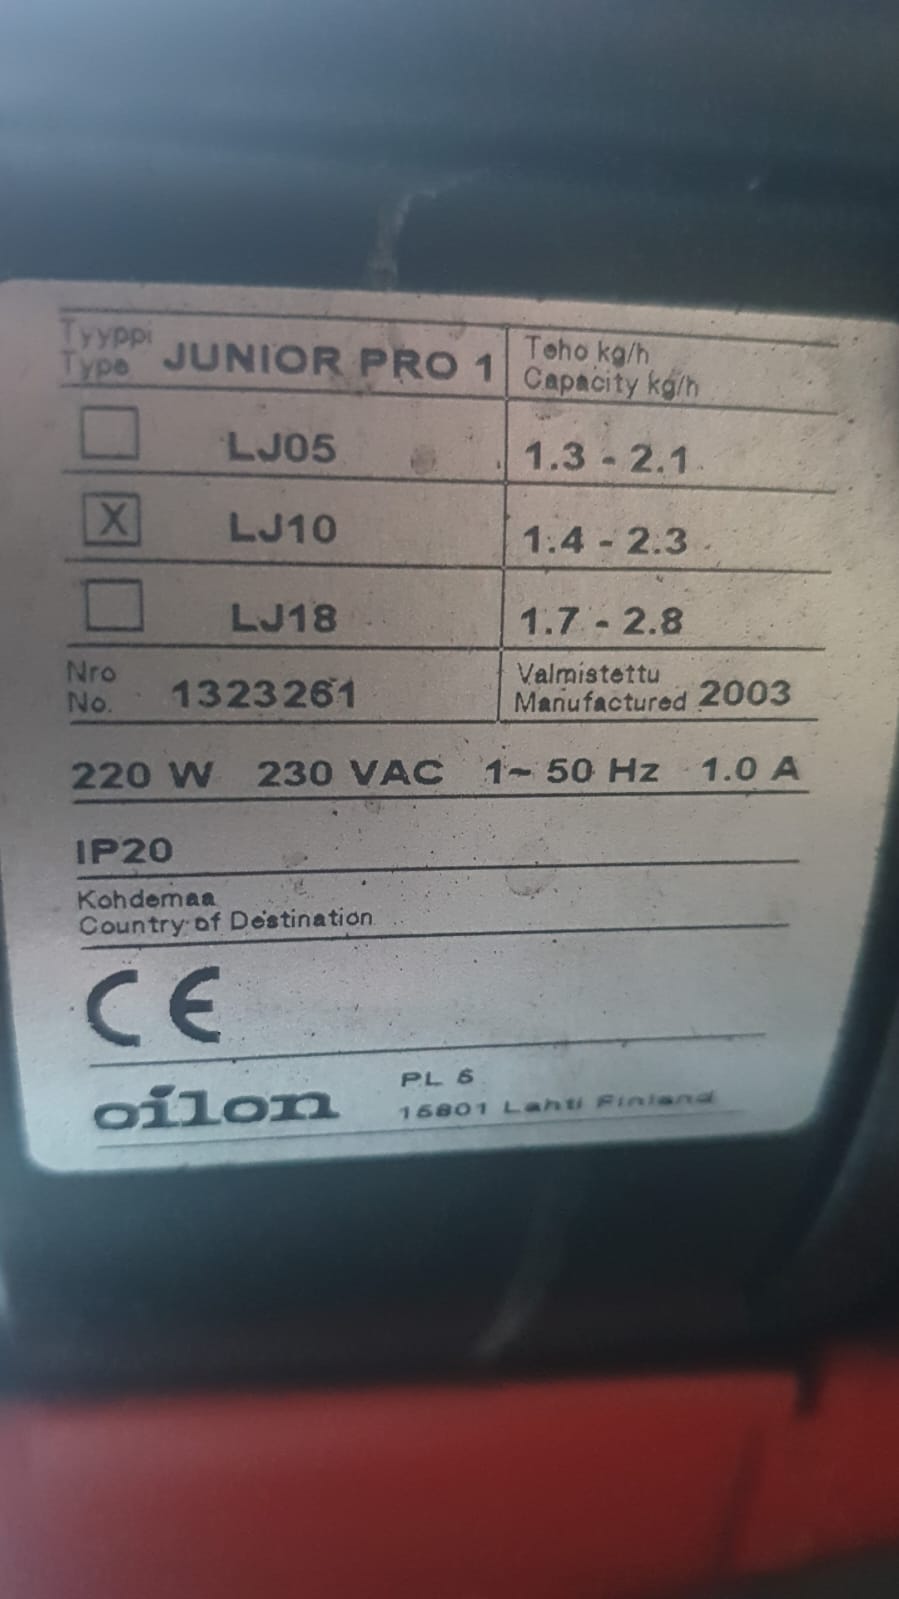 Tyyppi
Type JUNIOR PRO 1
Teho kg/h
Capacity kg/h
LJ05 1.3 - 2.1
X LJ10 1.4 - 2.3
LJ18 1.7 - 2.8
Nro
No. 1323261
Valmistettu
Manufactured 2003
220 W 230 VAC 1~ 50 Hz 1.0 A
IP20
Kohdemaa
Country of Destination
CE
oilon
PL 5
15801 Lahti Finland